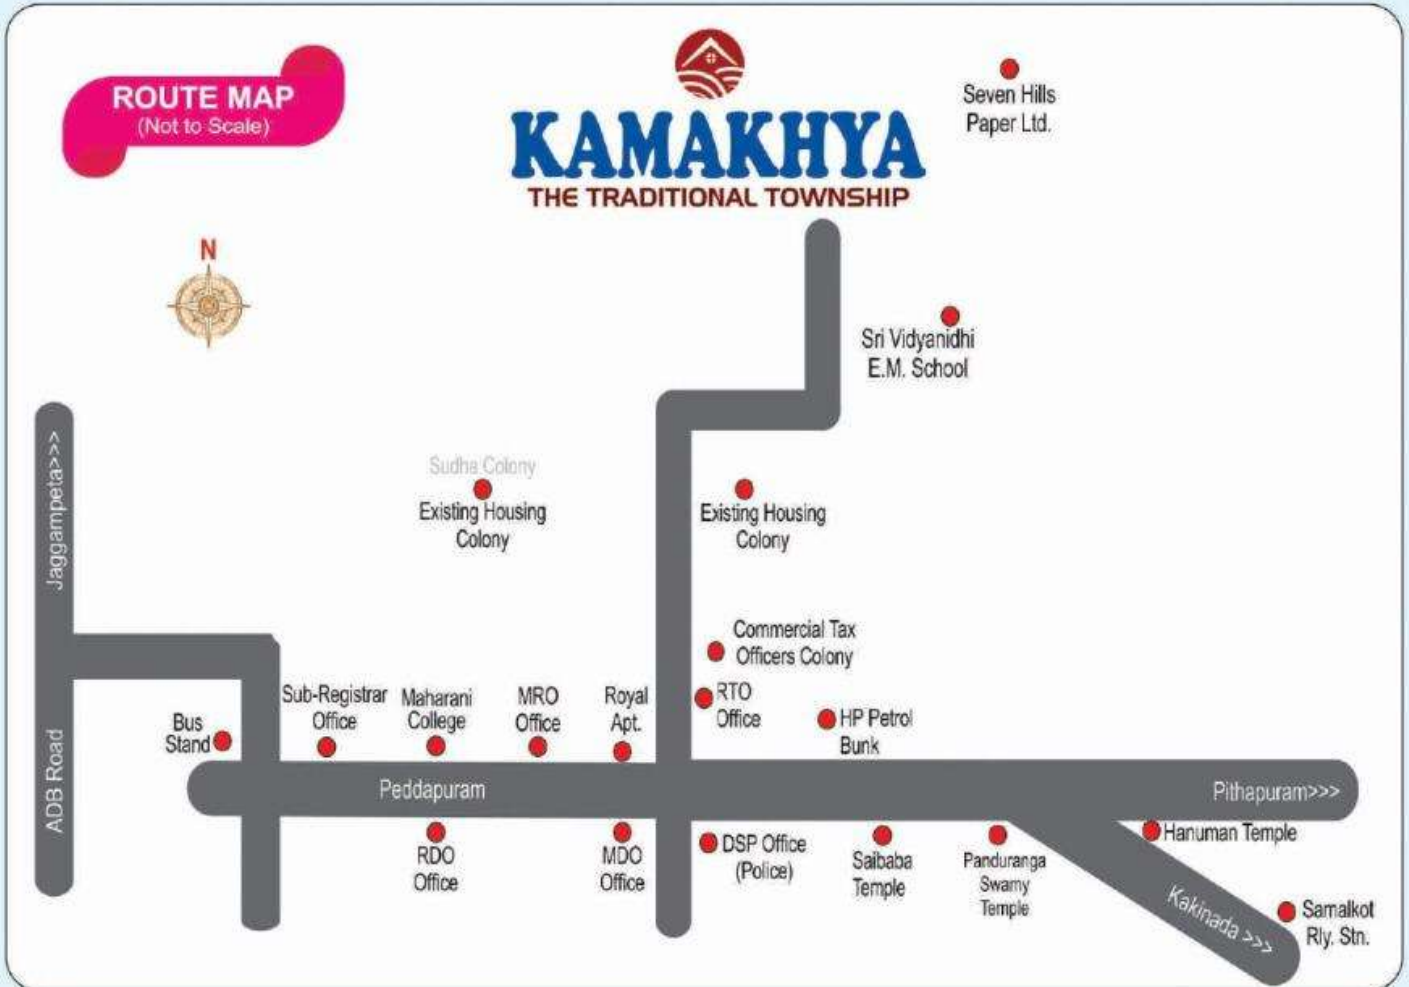 ROUTE MAP
(Not to Scale)
KAMAKHYA
THE TRADITIONAL TOWNSHIP
Seven Hills
Paper Ltd.
N
Sri Vidyanidhi
E.M. School
Jaggampeta>>>
Sudha Colony
Existing Housing
Colony
Existing Housing
Colony
Commercial Tax
Officers Colony
RTO
Office
HP Petrol
Bunk
Bus
Stand
Sub-Registrar
Office
Maharani
College
MRO
Office
Royal
Apt.
ADB Road
Peddapuram
Pithapuram>>>
RDO
Office
MDO
Office
DSP Office
(Police)
Saibaba
Temple
Panduranga
Swamy
Temple
Hanuman Temple
Kakinada >>>
Samalkot
Rly. Stn.